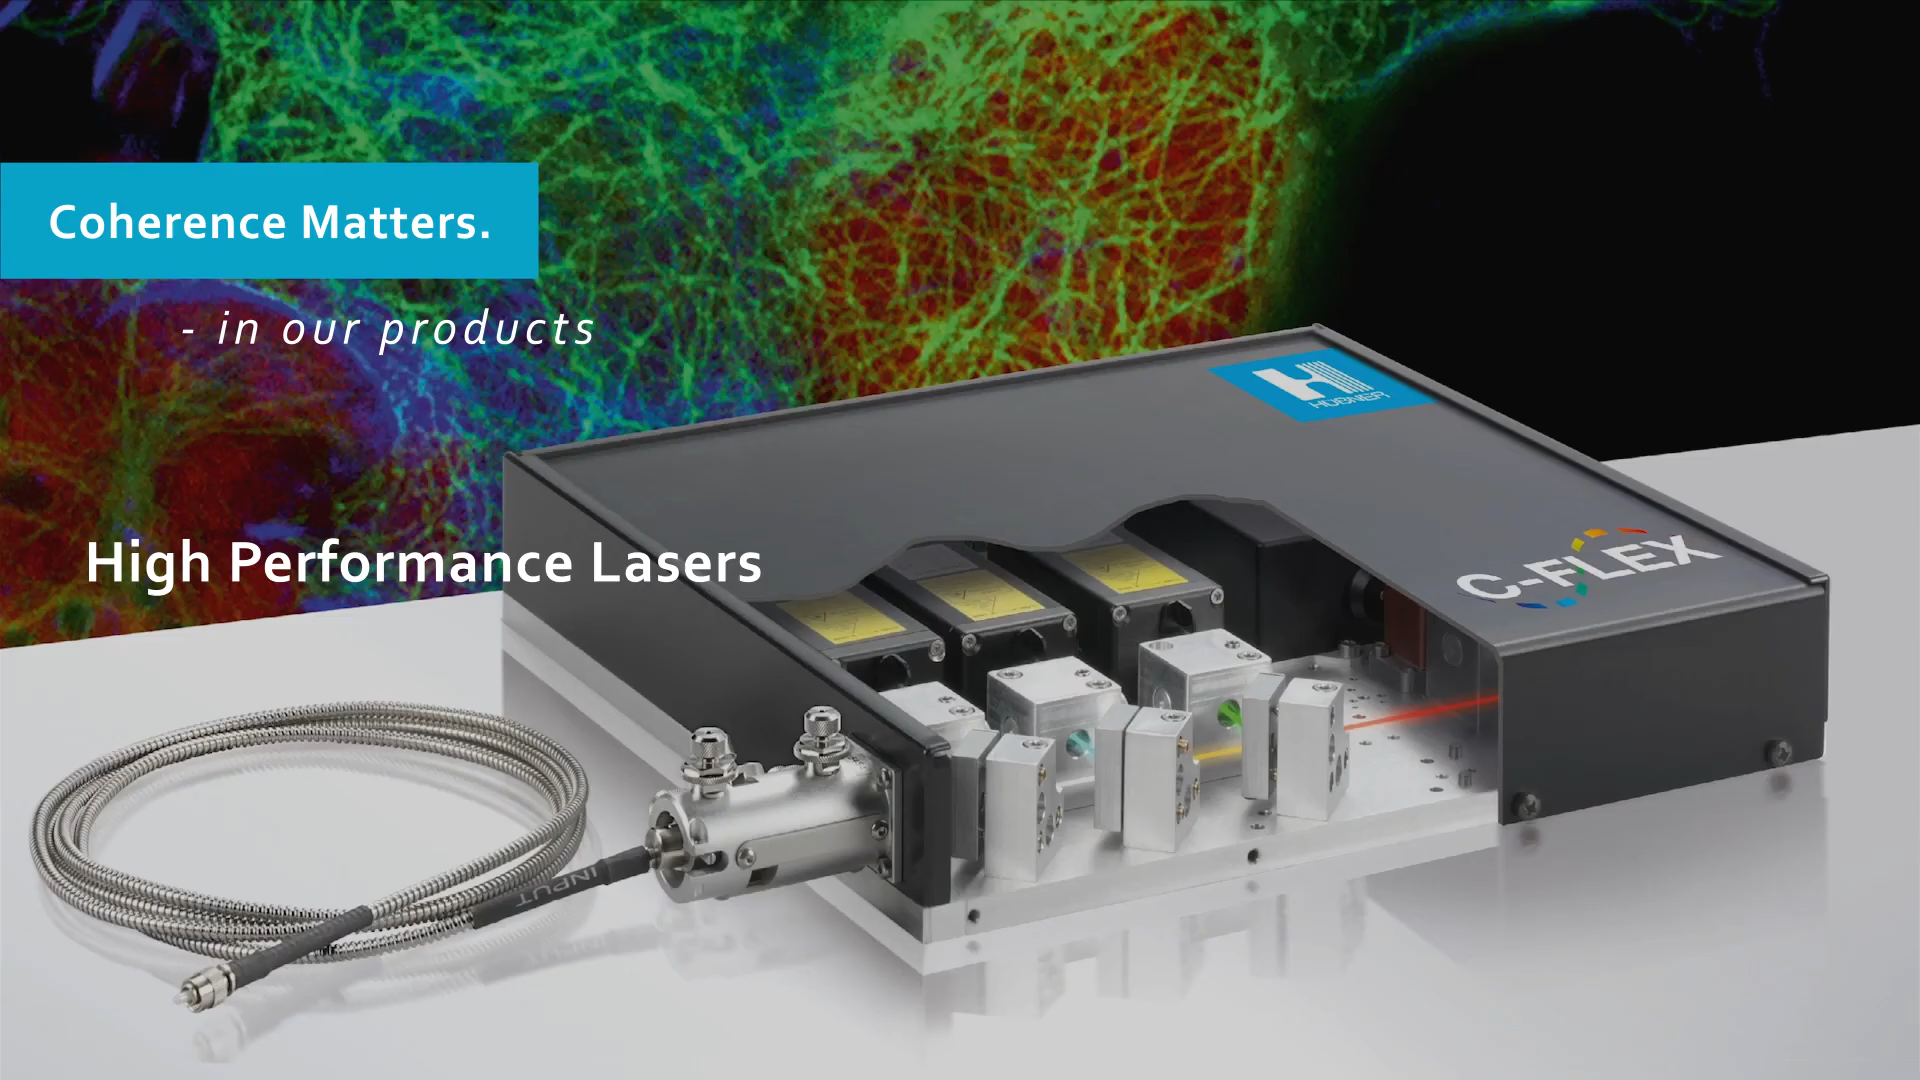 Coherence Matters.
- in our products
HÜBNER
High Performance Lasers
C-FLEX
INPUT